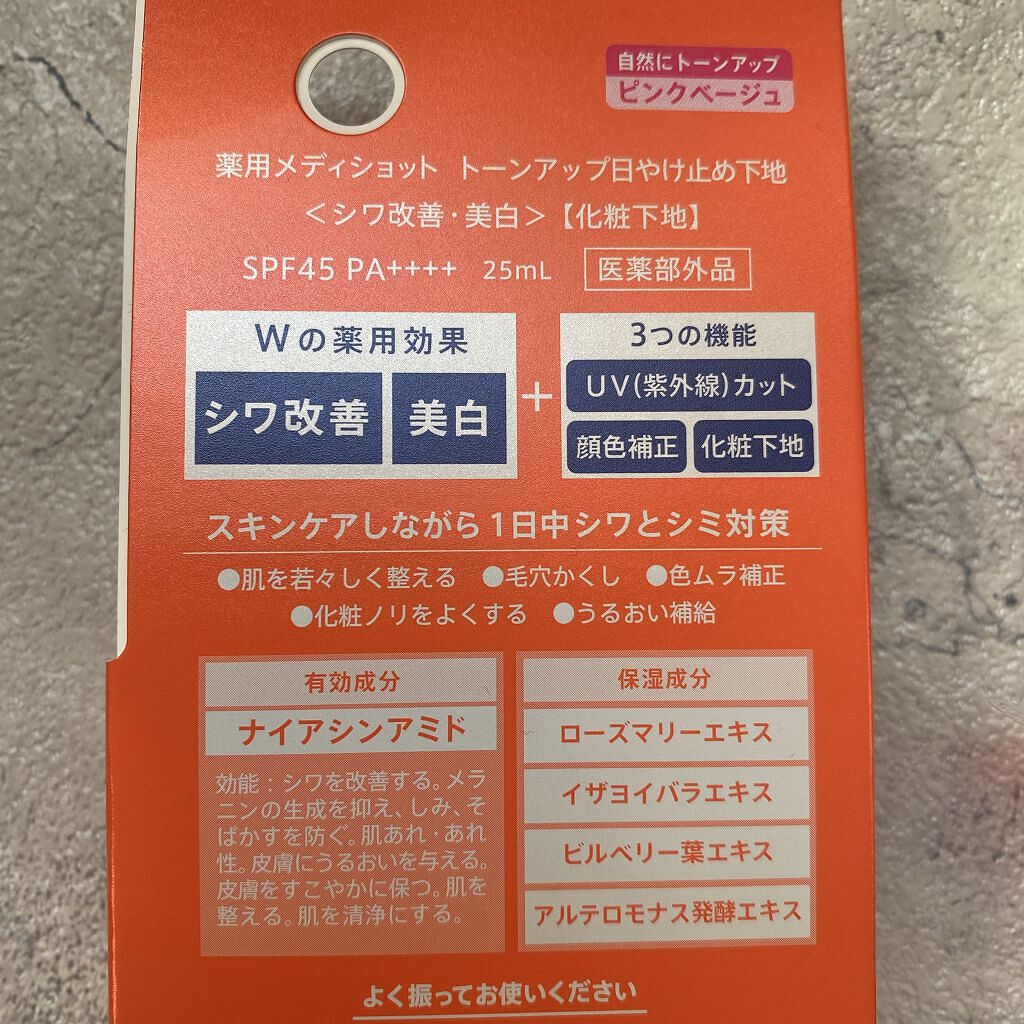 自然にトーンアップ
ピンクベージュ
薬用メディショット トーンアップ日やけ止め下地
＜シワ改善・美白＞【化粧下地】
SPF45 PA++++ 25mL 医薬部外品
Wの薬用効果
シワ改善 美白
+
3つの機能
UV(紫外線)カット
顔色補正 化粧下地
スキンケアしながら1日中シワとシミ対策
●肌を若々しく整える ●毛穴かくし ●色ムラ補正
●化粧ノリをよくする ●うるおい補給
有効成分
ナイアシンアミド
効能：シワを改善する。メラ
ニンの生成を抑え、しみ、そ
ばかすを防ぐ。肌あれ・あれ
性。皮膚にうるおいを与える。
皮膚をすこやかに保つ。肌を
整える。肌を清浄にする。
保湿成分
ローズマリーエキス
イザヨイバラエキス
ビルベリー葉エキス
アルテロモナス発酵エキス
よく振ってお使いください